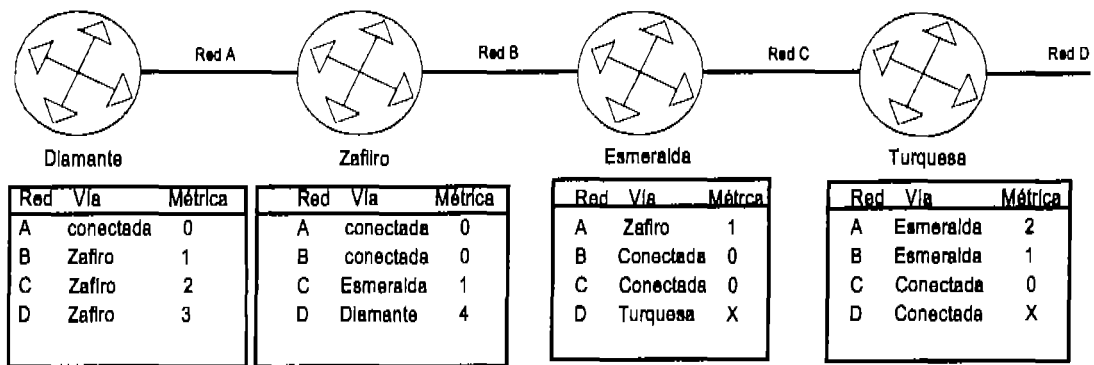 Red A
Red B
Red C
Red D
Diamante
Zafiro
Esmeralda
Turquesa
Red Vía Métrica
A conectada 0
B Zafiro 1
C Zafiro 2
D Zafiro 3
Red Vía Métrica
A conectada 0
B conectada 0
C Esmeralda 1
D Diamante 4
Red Vía Métrca
A Zafiro 1
B Conectada 0
C Conectada 0
D Turquesa X
Red Vía Métrica
A Esmeralda 2
B Esmeralda 1
C Conectada 0
D Conectada X